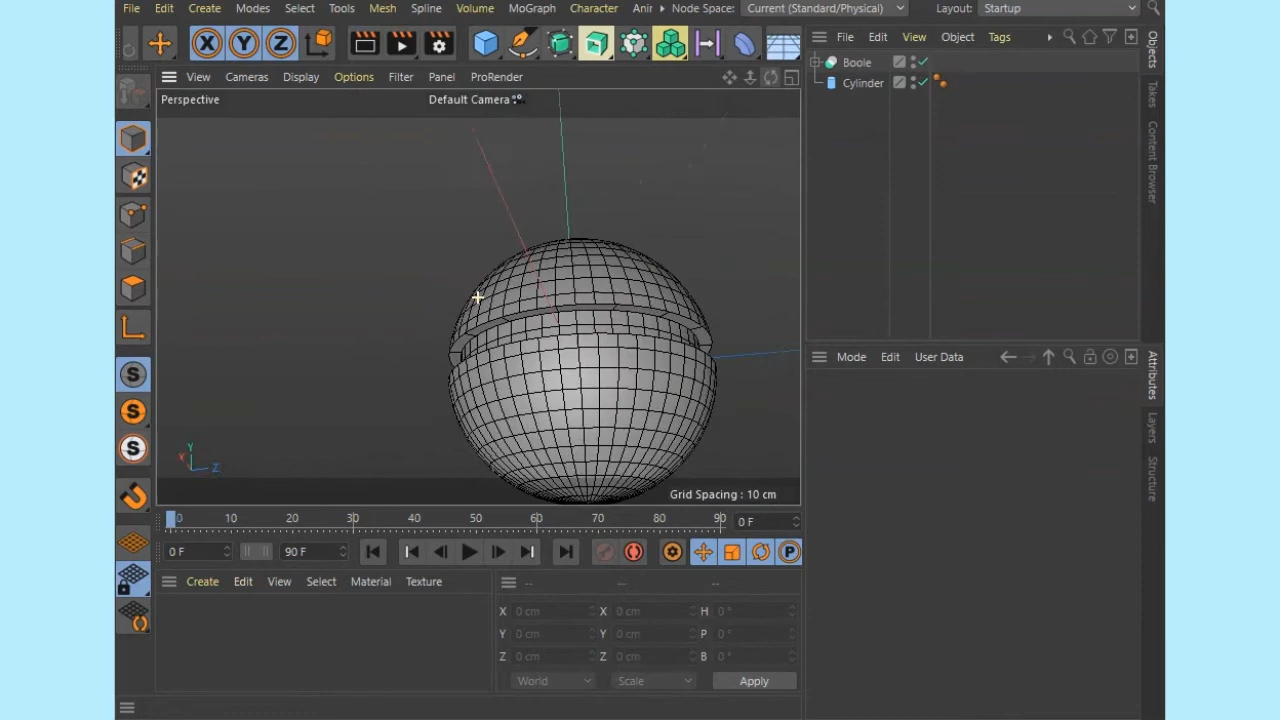 File Edit Create Modes Select Tools Mesh Spline Volume MoGraph Character Ani Node Space: Current (Standard/Physical) Layout: Startup
X Y Z
File Edit View Object Tags
View Cameras Display Options Filter Panel ProRender
Boole
Cylinder
Perspective Default Camera
Objects
Takes
Content Browser
Y
X Z
Grid Spacing : 10 cm
Mode Edit User Data
Attributes
Layers
Structure
S
S
S
0 10 20 30 40 50 60 70 80 90 0 F
0 F 90 F P
Create Edit View Select Material Texture
-- -- --
X 0 cm X 0 cm H 0 °
Y 0 cm Y 0 cm P 0 °
Z 0 cm Z 0 cm B 0 °
World Scale Apply